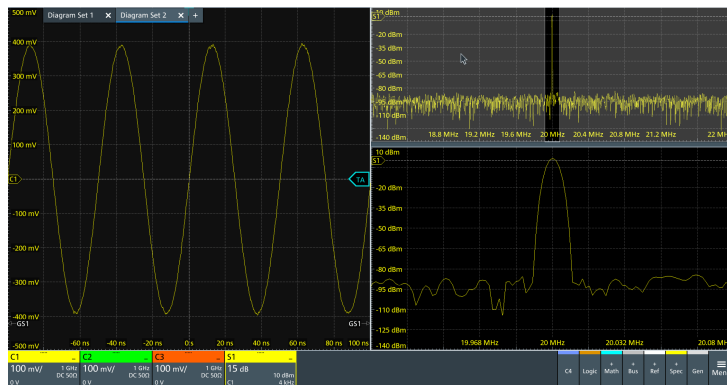 Diagram Set 1 × Diagram Set 2 × +
500 mV
400 mV
300 mV
200 mV
100 mV
C1
TA
-100 mV
-200 mV
-300 mV
-400 mV
GS1 GS1
-500 mV
-60 ns -40 ns -20 ns 0 s 20 ns 40 ns 60 ns 80 ns 100 ns
10 dBm
S1
-20 dBm
-35 dBm
-50 dBm
-65 dBm
-80 dBm
-95 dBm
-110 dBm
-140 dBm
18.8 MHz 19.2 MHz 19.6 MHz 20.0 MHz 20.4 MHz 20.8 MHz 21.2 MHz 22 MH
10 dBm
S1
-20 dBm
-35 dBm
-50 dBm
-65 dBm
-80 dBm
-95 dBm
-110 dBm
-125 dBm
-140 dBm
19.968 MHz 20.0 MHz 20.032 MHz 20.08 MH
C1
100 mV/ 1 GHz
DC 50Ω
0 V
C2
100 mV/ 1 GHz
DC 50Ω
0 V
C3
100 mV/ 1 GHz
DC 50Ω
0 V
S1
15 dB
10 dBm
C1 4 kHz
C4
Logic
+ Math
+ Bus
+ Ref
+ Spec
Gen
Men